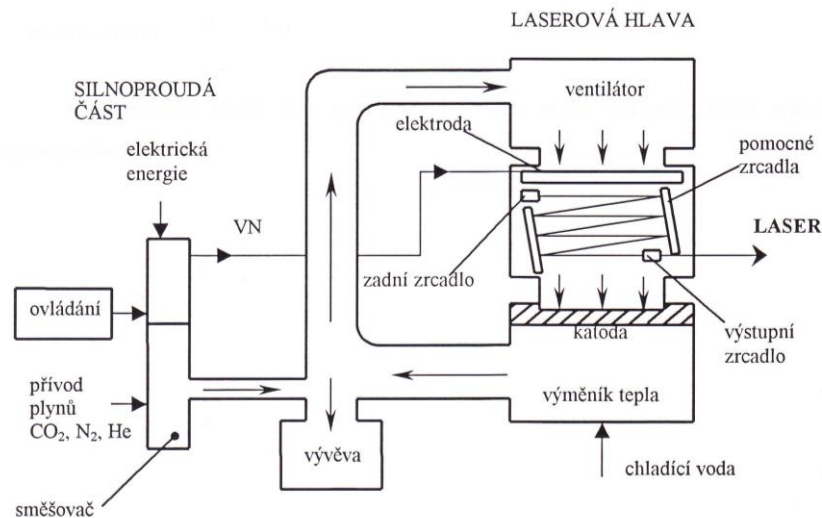 LASEROVÁ HLAVA
SILNOPROUDÁ
ČÁST
ventilátor
elektroda
pomocné
zrcadla
elektrická
energie
VN
LASER
zadní zrcadlo
ovládání
katoda
výstupní
zrcadlo
přívod
plynů
CO₂, N₂, He
výměník tepla
vývěva
chladící voda
směšovač